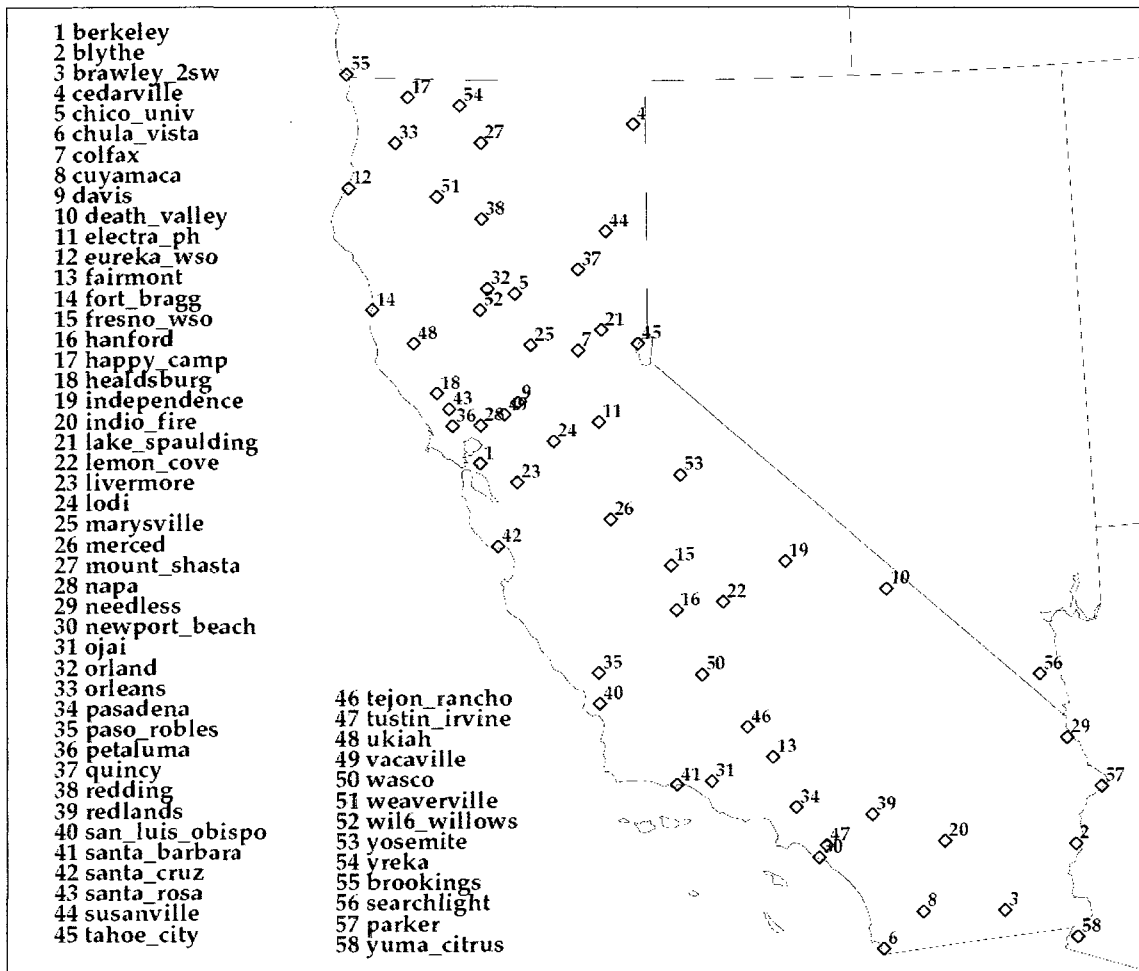 1 berkeley
2 blythe
3 brawley_2sw
4 cedarville
5 chico_univ
6 chula_vista
7 colfax
8 cuyamaca
9 davis
10 death_valley
11 electra_ph
12 eureka_wso
13 fairmont
14 fort_bragg
15 fresno_wso
16 hanford
17 happy_camp
18 healdsburg
19 independence
20 indio_fire
21 lake_spaulding
22 lemon_cove
23 livermore
24 lodi
25 marysville
26 merced
27 mount_shasta
28 napa
29 needless
30 newport_beach
31 ojai
32 orland
33 orleans
34 pasadena
35 paso_robles
36 petaluma
37 quincy
38 redding
39 redlands
40 san_luis_obispo
41 santa_barbara
42 santa_cruz
43 santa_rosa
44 susanville
45 tahoe_city
46 tejon_rancho
47 tustin_irvine
48 ukiah
49 vacaville
50 wasco
51 weaverville
52 wil6_willows
53 yosemite
54 yreka
55 brookings
56 searchlight
57 parker
58 yuma_citrus
55
17
54
4
33
27
12
51
38
44
37
32
5
52
14
21
48
25
7
45
18
9
43
49
36
28
11
24
1
23
53
26
42
15
19
10
16
22
35
50
56
40
46
29
13
41
31
57
34
39
47
30
20
2
8
3
58
6